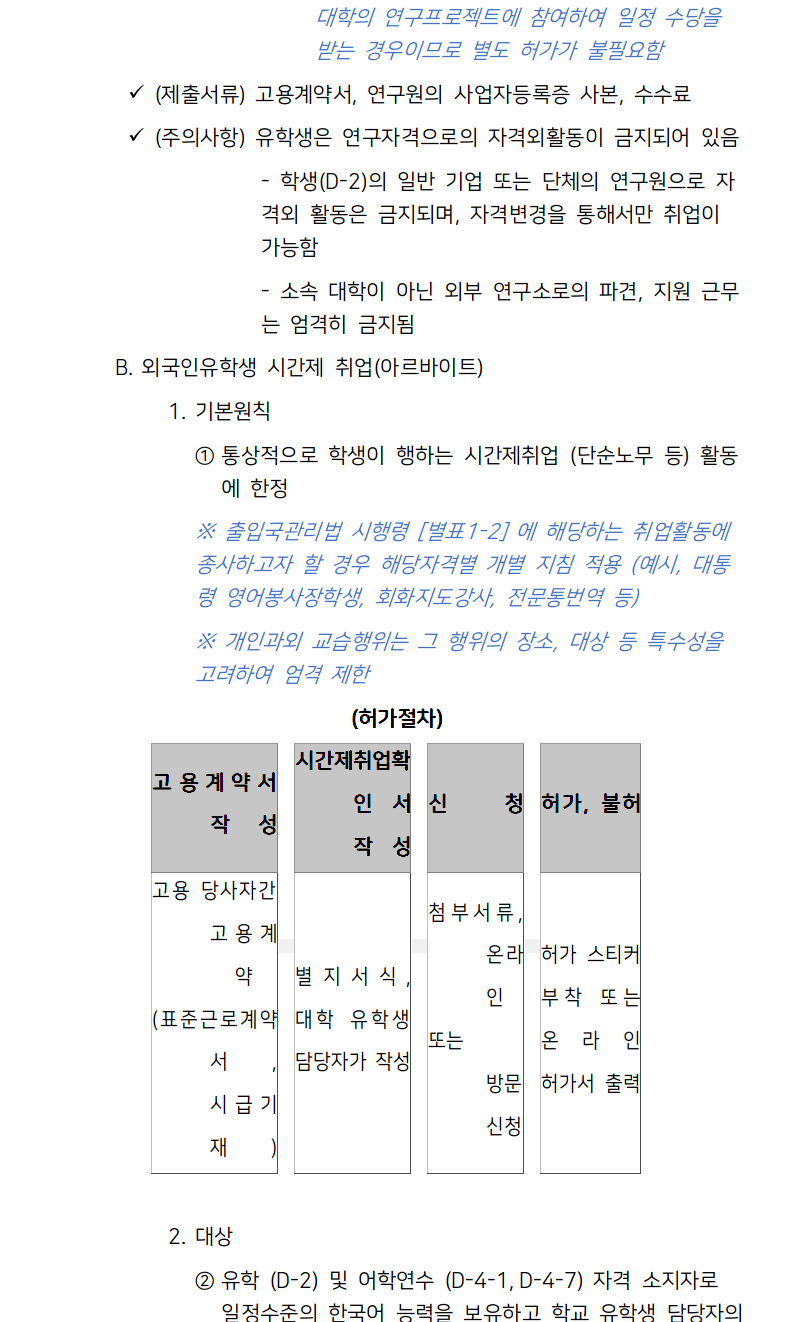 대학의 연구프로젝트에 참여하여 일정 수당을
받는 경우이므로 별도 허가가 불필요함
✓ (제출서류) 고용계약서, 연구원의 사업자등록증 사본, 수수료
✓ (주의사항) 유학생은 연구자격으로의 자격외활동이 금지되어 있음
- 학생(D-2)의 일반 기업 또는 단체의 연구원으로 자
격외 활동은 금지되며, 자격변경을 통해서만 취업이
가능함
- 소속 대학이 아닌 외부 연구소로의 파견, 지원 근무
는 엄격히 금지됨
B. 외국인유학생 시간제 취업(아르바이트)
1. 기본원칙
① 통상적으로 학생이 행하는 시간제취업 (단순노무 등) 활동
에 한정
※ 출입국관리법 시행령 [별표1-2] 에 해당하는 취업활동에
종사하고자 할 경우 해당자격별 개별 지침 적용 (예시, 대통
령 영어봉사장학생, 회화지도강사, 전문통번역 등)
※ 개인과외 교습행위는 그 행위의 장소, 대상 등 특수성을
고려하여 엄격 제한
(허가절차)
고용계약서
작 성
시간제취업확
인 서
작 성
신 청
허가, 불허
고용 당사자간
고용계
약
(표준근로계약
서 ,
시급기
재 )
별지서식,
대학 유학생
담당자가 작성
첨부서류,
온라
인
또는
방문
신청
허가 스티커
부착 또는
온 라 인
허가서 출력
2. 대상
② 유학 (D-2) 및 어학연수 (D-4-1, D-4-7) 자격 소지자로
일정수준의 한국어 능력을 보유하고 학교 유학생 담당자의